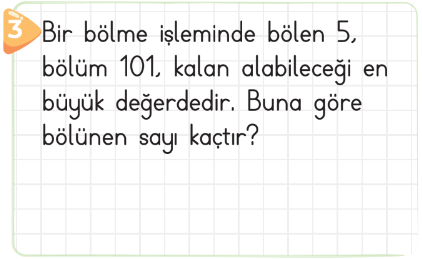 3
Bir bölme işleminde bölen 5,
bölüm 101, kalan alabileceği en
büyük değerdedir. Buna göre
bölünen sayı kaçtır?